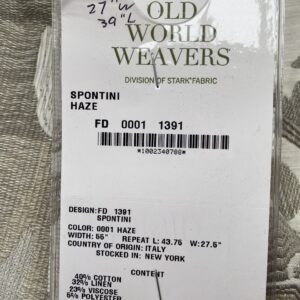 27"W
39"L
OLD
WORLD
WEAVERS®
DIVISION OF STARK® FABRIC
SPONTINI
HAZE
FD 0001 1391
*1002340788*
DESIGN:FD 1391
SPONTINI
COLOR: 0001 HAZE
WIDTH: 55" REPEAT L: 43.75 W:27.5"
COUNTRY OF ORIGIN: ITALY
STOCKED IN: NEW YORK
CONTENT
40% COTTON
32% LINEN
23% VISCOSE
5% POLYESTER